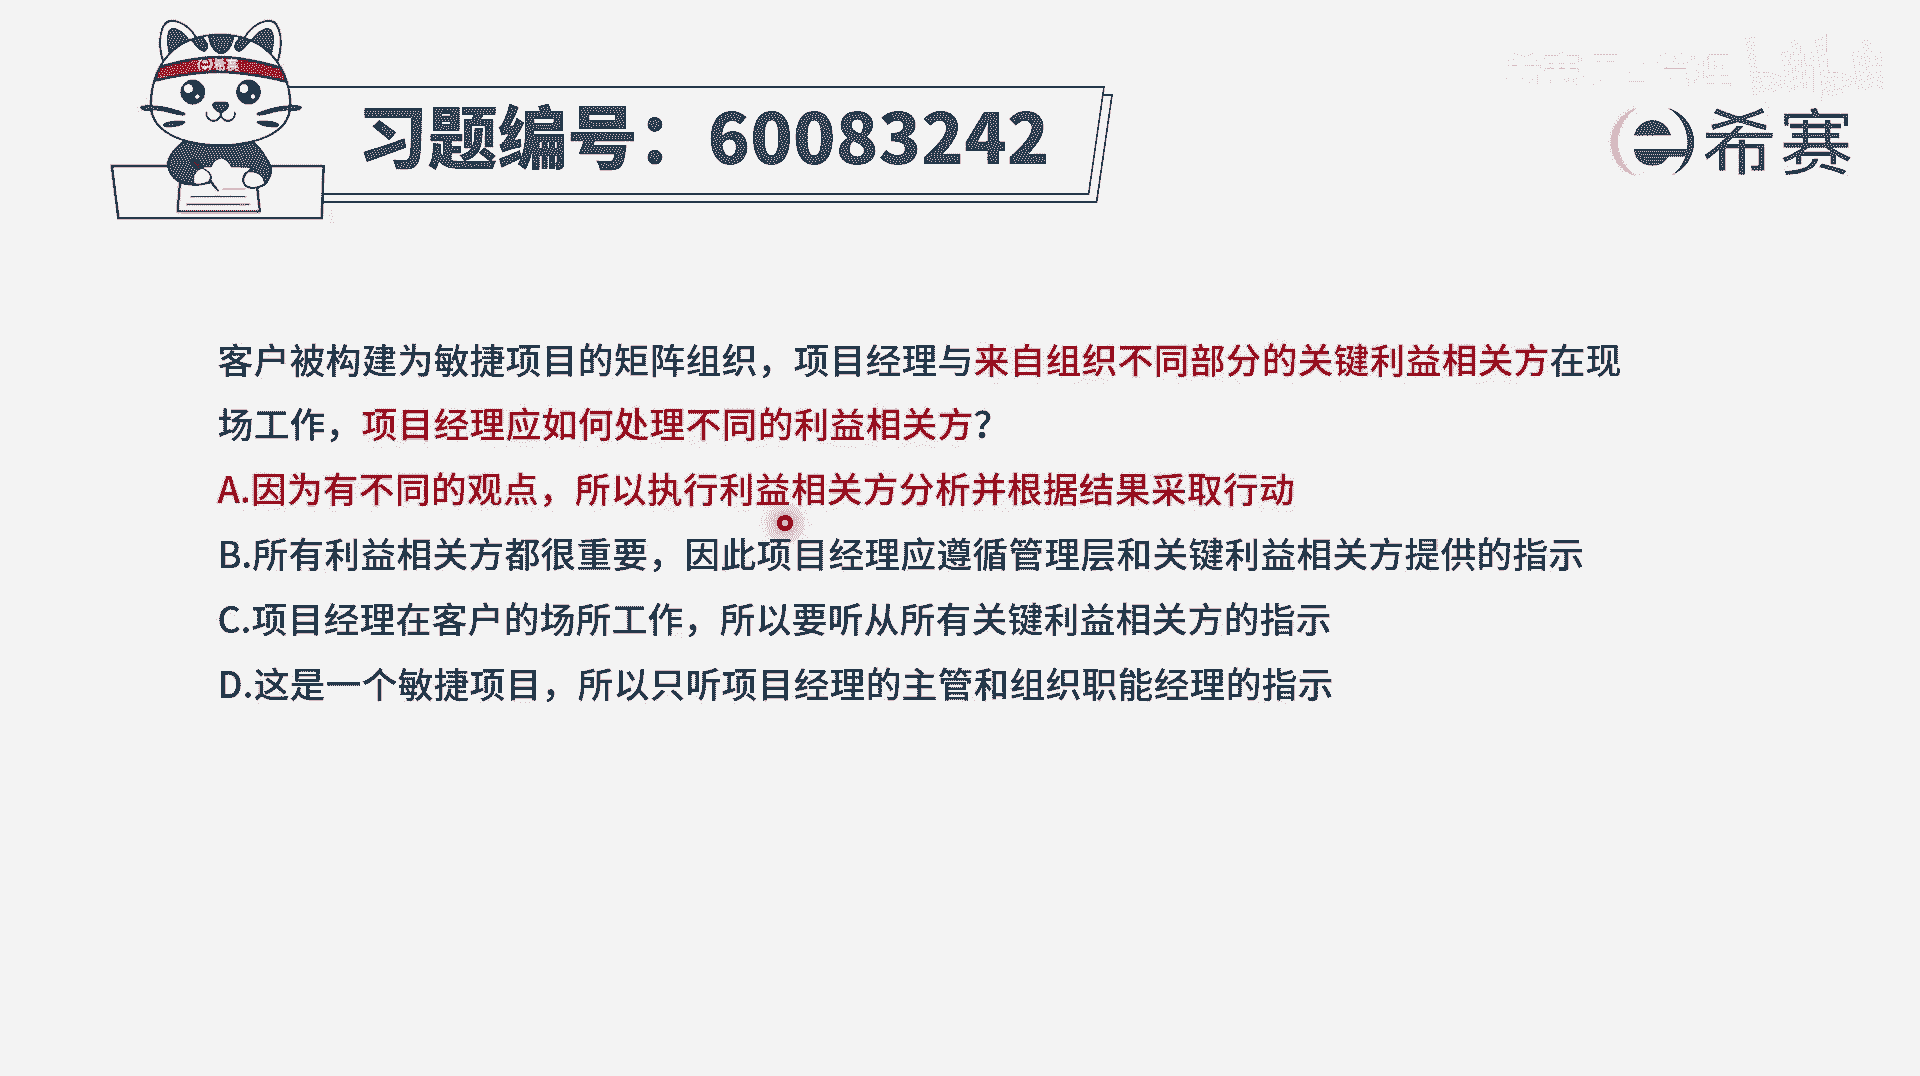 希赛
习题编号：60083242
希赛
客户被构建为敏捷项目的矩阵组织，项目经理与来自组织不同部分的关键利益相关方在现
场工作，项目经理应如何处理不同的利益相关方？
A.因为有不同的观点，所以执行利益相关方分析并根据结果采取行动
B.所有利益相关方都很重要，因此项目经理应遵循管理层和关键利益相关方提供的指示
C.项目经理在客户的场所工作，所以要听从所有关键利益相关方的指示
D.这是一个敏捷项目，所以只听项目经理的主管和组织职能经理的指示